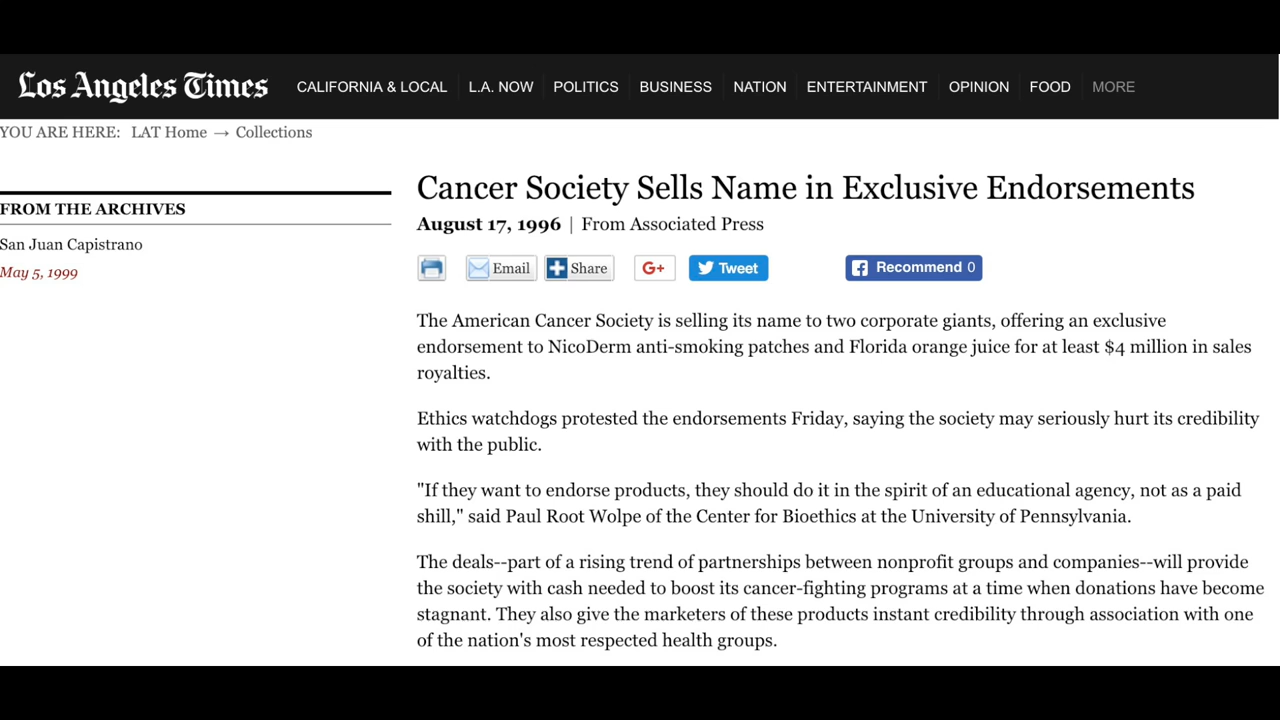 Los Angeles Times
CALIFORNIA & LOCAL L.A. NOW POLITICS BUSINESS NATION ENTERTAINMENT OPINION FOOD MORE
YOU ARE HERE: LAT Home → Collections
FROM THE ARCHIVES
San Juan Capistrano
May 5, 1999
Cancer Society Sells Name in Exclusive Endorsements
August 17, 1996 | From Associated Press
Email Share G+ Tweet Recommend 0
The American Cancer Society is selling its name to two corporate giants, offering an exclusive
endorsement to NicoDerm anti-smoking patches and Florida orange juice for at least $4 million in sales
royalties.
Ethics watchdogs protested the endorsements Friday, saying the society may seriously hurt its credibility
with the public.
"If they want to endorse products, they should do it in the spirit of an educational agency, not as a paid
shill," said Paul Root Wolpe of the Center for Bioethics at the University of Pennsylvania.
The deals--part of a rising trend of partnerships between nonprofit groups and companies--will provide
the society with cash needed to boost its cancer-fighting programs at a time when donations have become
stagnant. They also give the marketers of these products instant credibility through association with one
of the nation's most respected health groups.